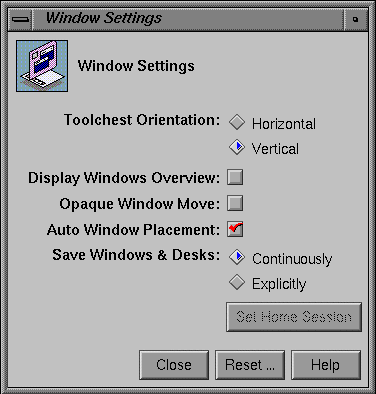 Window Settings
Window Settings
Toolchest Orientation: Horizontal
Vertical
Display Windows Overview:
Opaque Window Move:
Auto Window Placement:
Save Windows & Desks: Continuously
Explicitly
Set Home Session
Close Reset ... Help